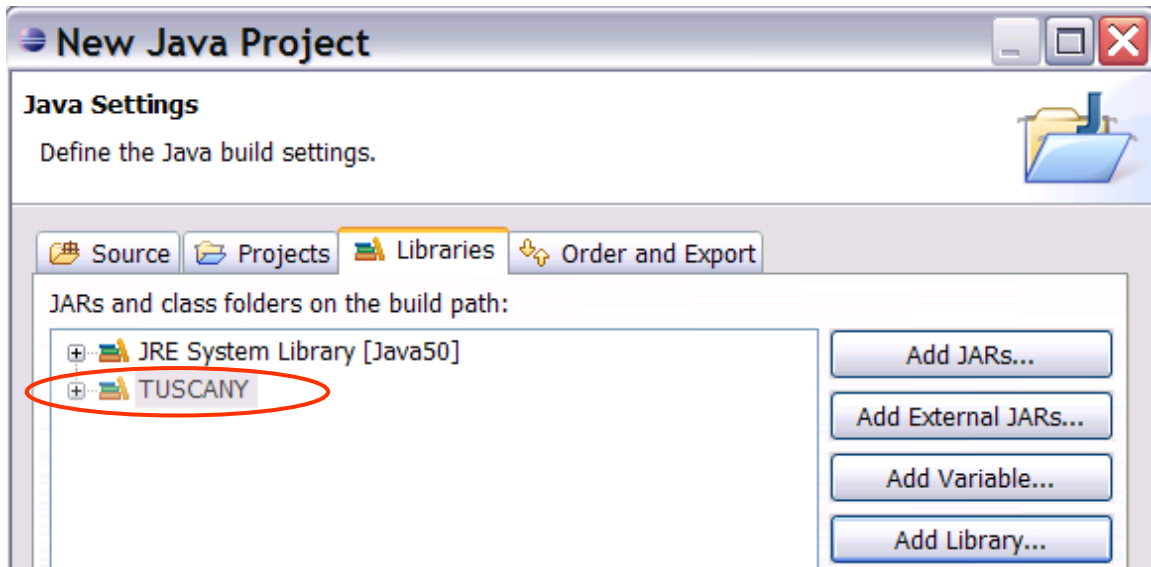 New Java Project
Java Settings
Define the Java build settings.
Source Projects Libraries Order and Export
JARs and class folders on the build path:
JRE System Library [Java50]
TUSCANY
Add JARs...
Add External JARs...
Add Variable...
Add Library...